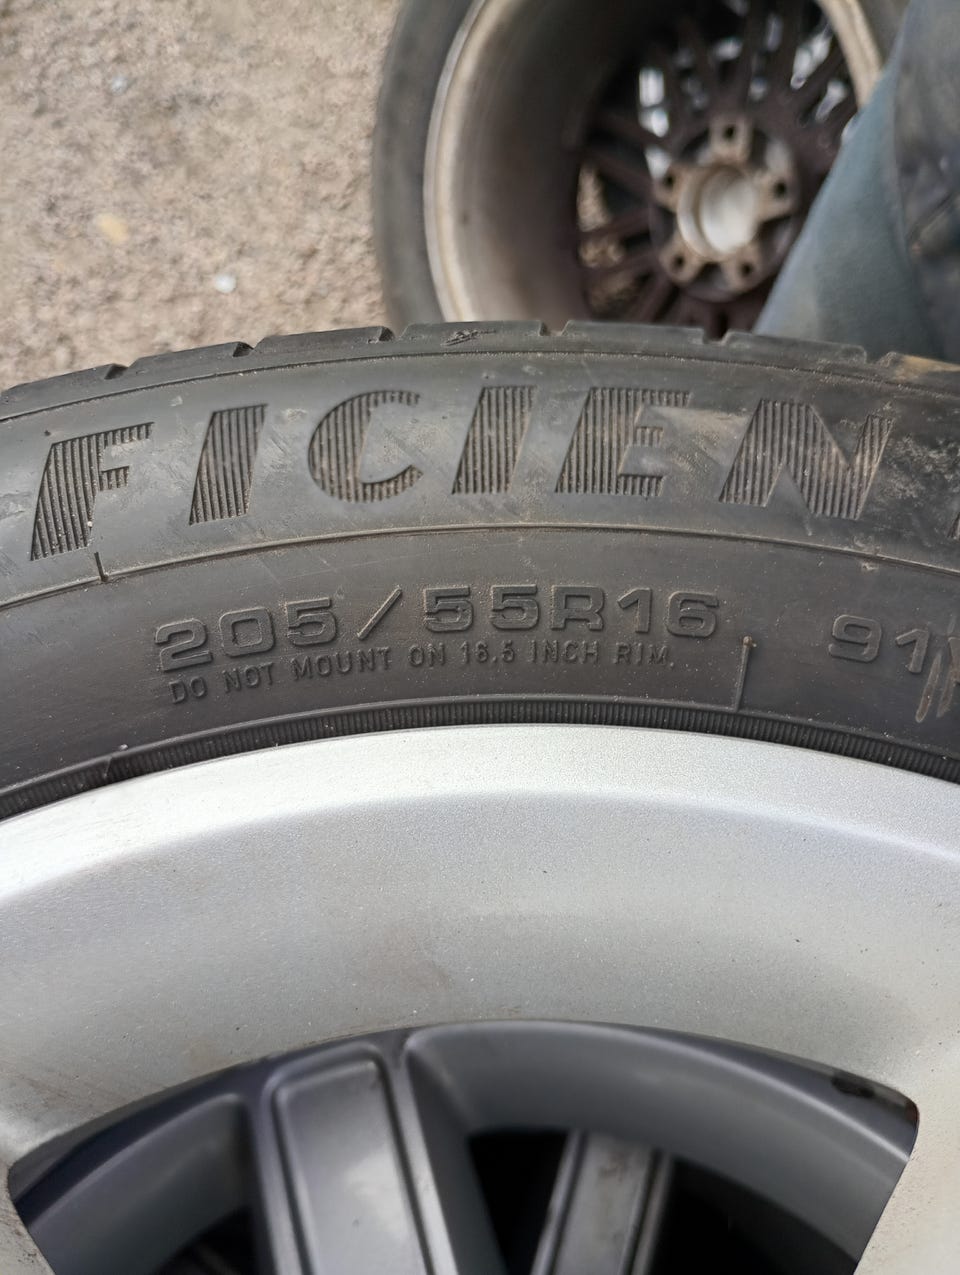 FICIEN
205/55R16 91
DO NOT MOUNT ON 16.5 INCH RIM.